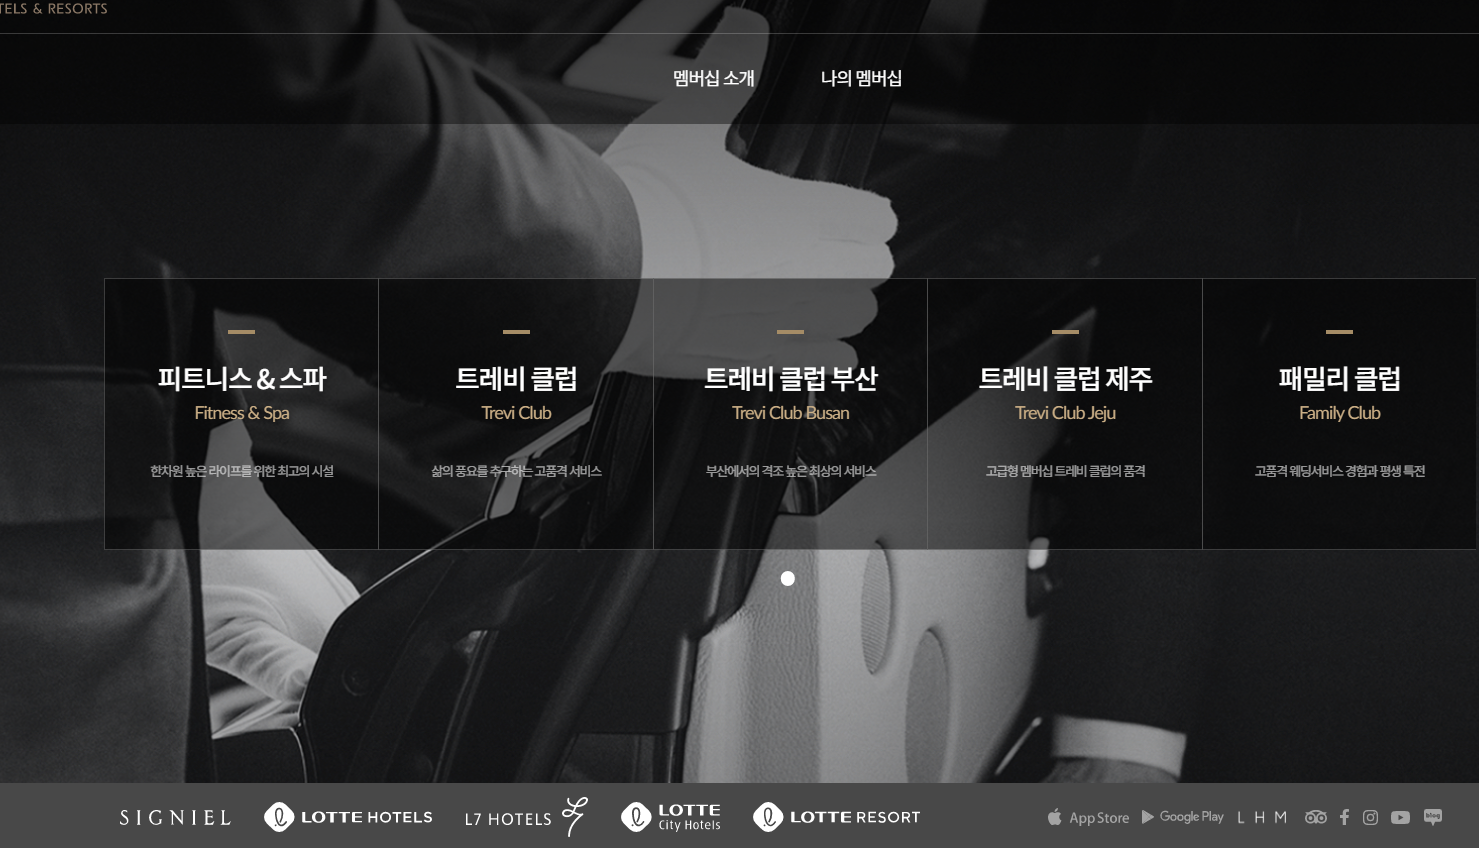 TELS & RESORTS
멤버십 소개 나의 멤버십
피트니스 & 스파
Fitness & Spa
한차원 높은 라이프를 위한 최고의 시설
트레비 클럽
Trevi Club
삶의 풍요를 추구하는 고품격 서비스
트레비 클럽 부산
Trevi Club Busan
부산에서의 격조 높은 최상의 서비스
트레비 클럽 제주
Trevi Club Jeju
고급형 멤버십 트레비 클럽의 품격
패밀리 클럽
Family Club
고품격 웨딩서비스 경험과 평생 특전
SIGNIEL
LOTTE HOTELS
L7 HOTELS
LOTTE
City Hotels
LOTTE RESORT
App Store
Google Play
L H M
blog